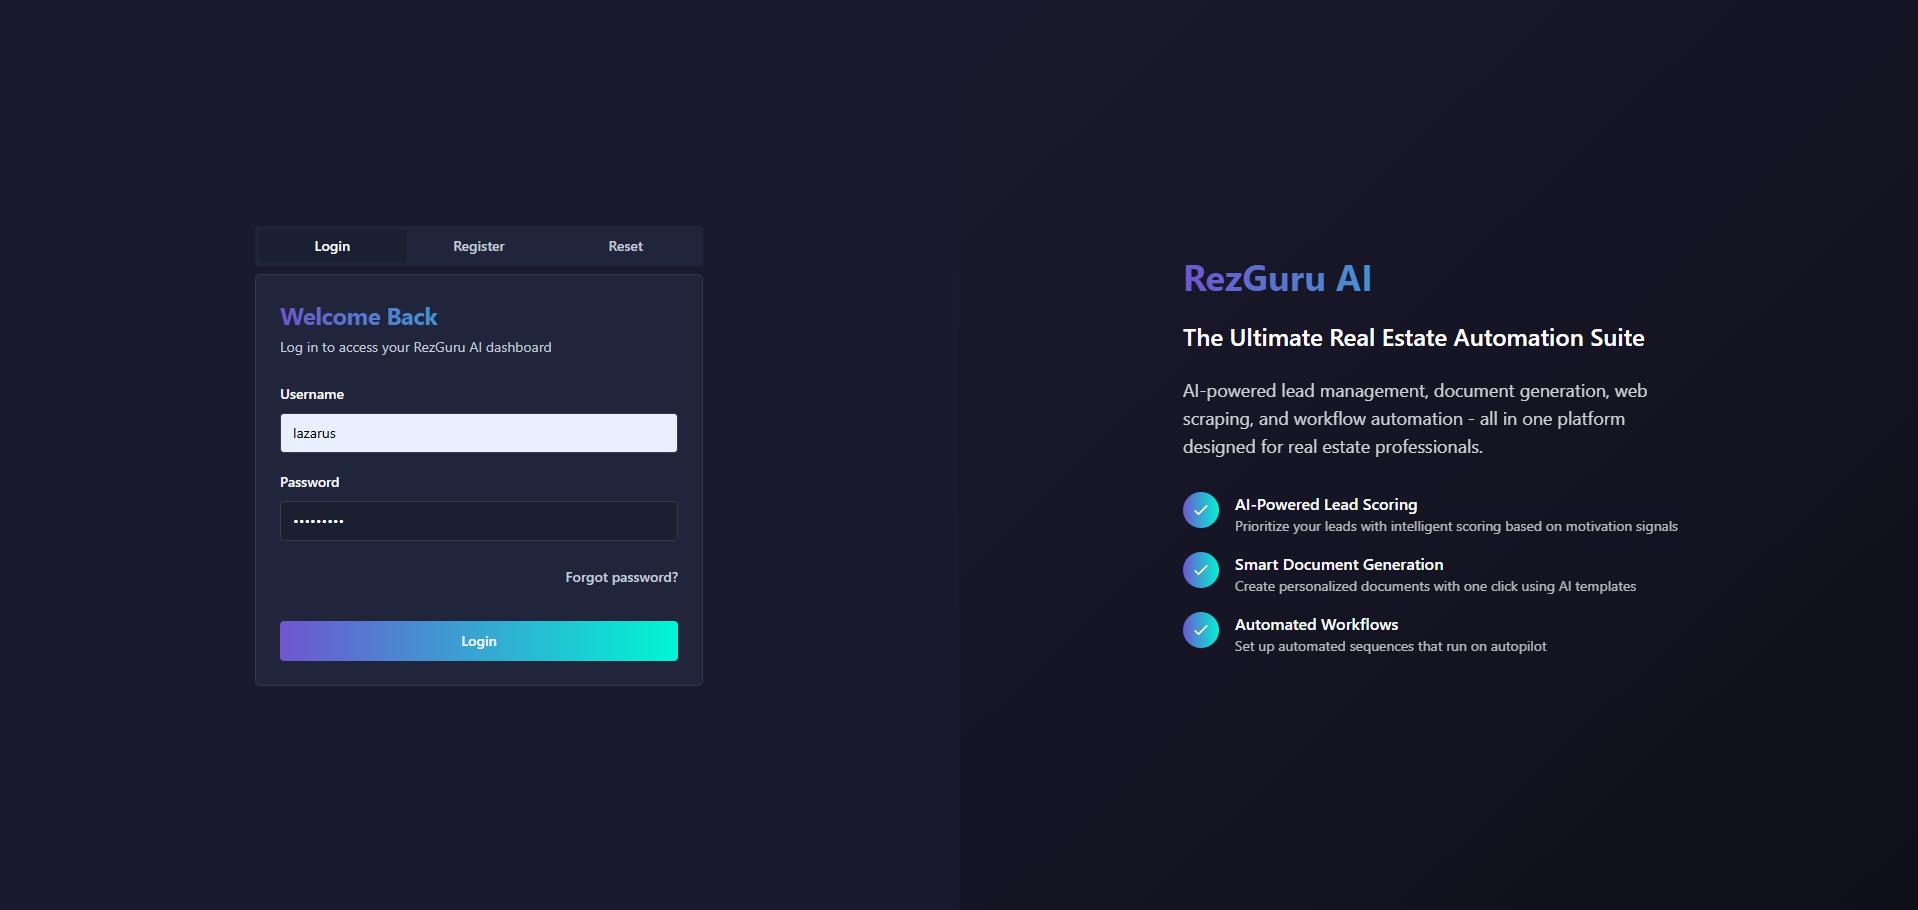 Login
Register
Reset
Welcome Back
Log in to access your RezGuru AI dashboard
Username
lazarus
Password
•••••••••
Forgot password?
Login
RezGuru AI
The Ultimate Real Estate Automation Suite
AI-powered lead management, document generation, web
scraping, and workflow automation - all in one platform
designed for real estate professionals.
AI-Powered Lead Scoring
Prioritize your leads with intelligent scoring based on motivation signals
Smart Document Generation
Create personalized documents with one click using AI templates
Automated Workflows
Set up automated sequences that run on autopilot